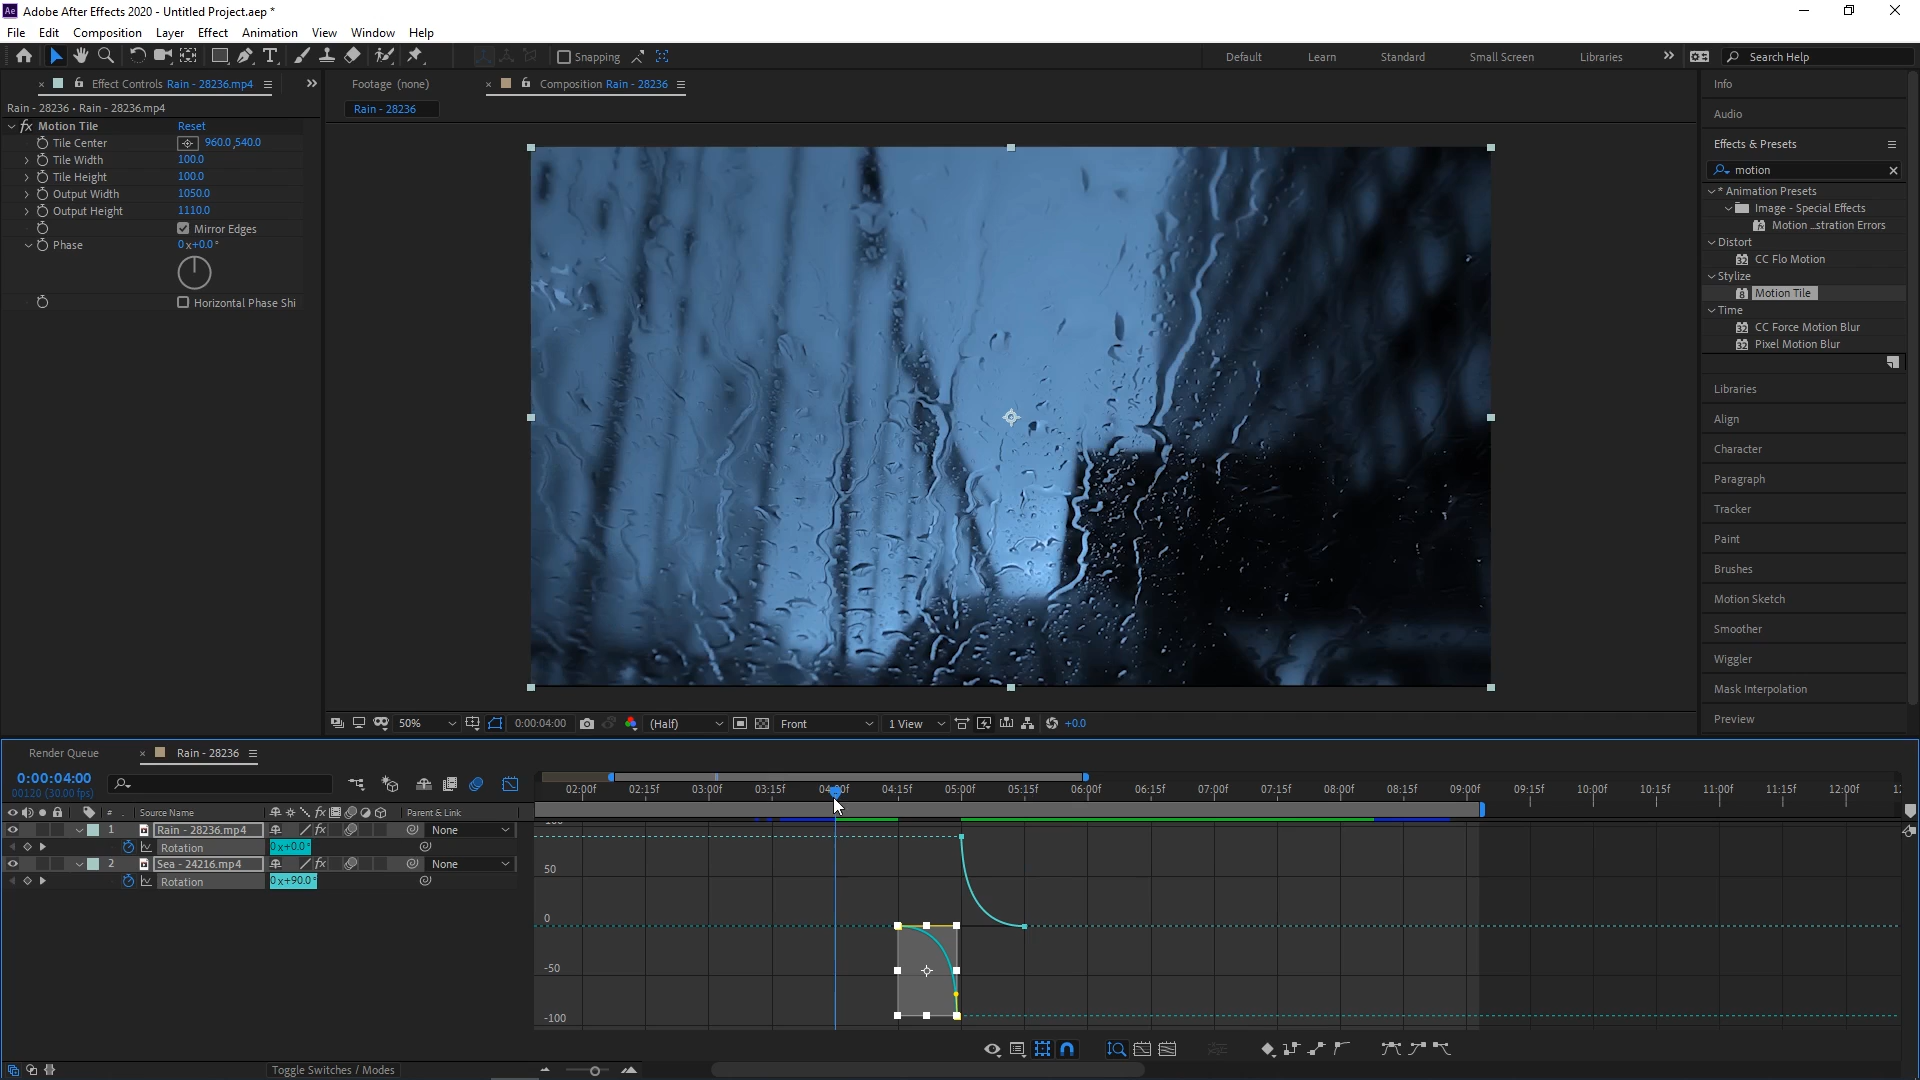 Ae Adobe After Effects 2020 - Untitled Project.aep *
File Edit Composition Layer Effect Animation View Window Help
Snapping Default Learn Standard Small Screen Libraries Search Help
Effect Controls Rain - 28236.mp4
Footage (none)
Composition Rain - 28236
Info
Rain - 28236 • Rain - 28236.mp4
Rain - 28236
Audio
fx Motion Tile Reset
Tile Center 960.0,540.0
Tile Width 100.0
Tile Height 100.0
Output Width 1050.0
Output Height 1110.0
Mirror Edges
Phase 0x+0.0°
Horizontal Phase Shi
Effects & Presets
motion
* Animation Presets
Image - Special Effects
Motion ...stration Errors
Distort
32 CC Flo Motion
Stylize
8 Motion Tile
Time
32 CC Force Motion Blur
32 Pixel Motion Blur
Libraries
Align
Character
Paragraph
Tracker
Paint
Brushes
Motion Sketch
Smoother
Wiggler
Mask Interpolation
Preview
50% 0:00:04:00 (Half) Front 1 View +0.0
Render Queue Rain - 28236
0:00:04:00
00120 (30.00 fps)
02:00f 02:15f 03:00f 03:15f 04:00f 04:15f 05:00f 05:15f 06:00f 06:15f 07:00f 07:15f 08:00f 08:15f 09:00f 09:15f 10:00f 10:15f 11:00f 11:15f 12:00f
# . Source Name fx Parent & Link
1 Rain - 28236.mp4 fx None
Rotation 0x+0.0°
2 Sea - 24216.mp4 fx None
Rotation 0x+90.0°
50
0
-50
-100
Toggle Switches / Modes